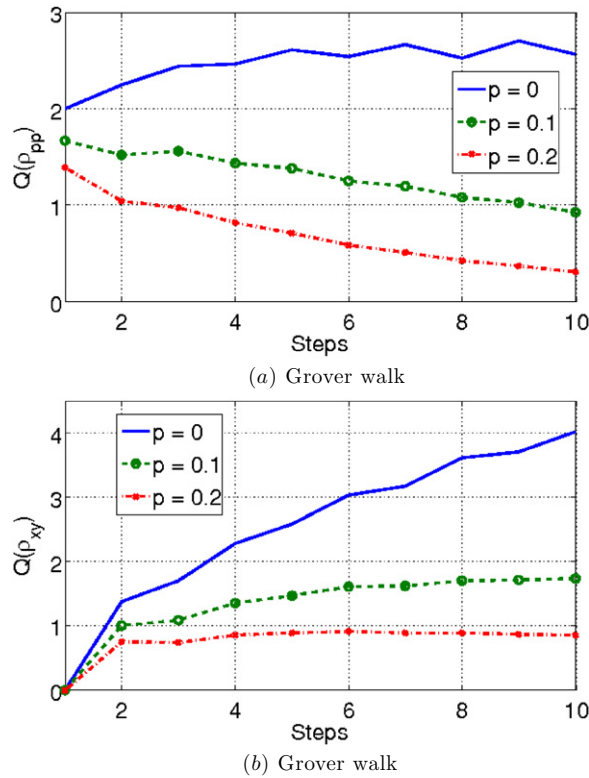 3
2
1
0
Q(ρpp)
p = 0
p = 0.1
p = 0.2
2
4
6
8
10
Steps
(a) Grover walk
4
3
2
1
0
Q(ρxy)
p = 0
p = 0.1
p = 0.2
2
4
6
8
10
Steps
(b) Grover walk